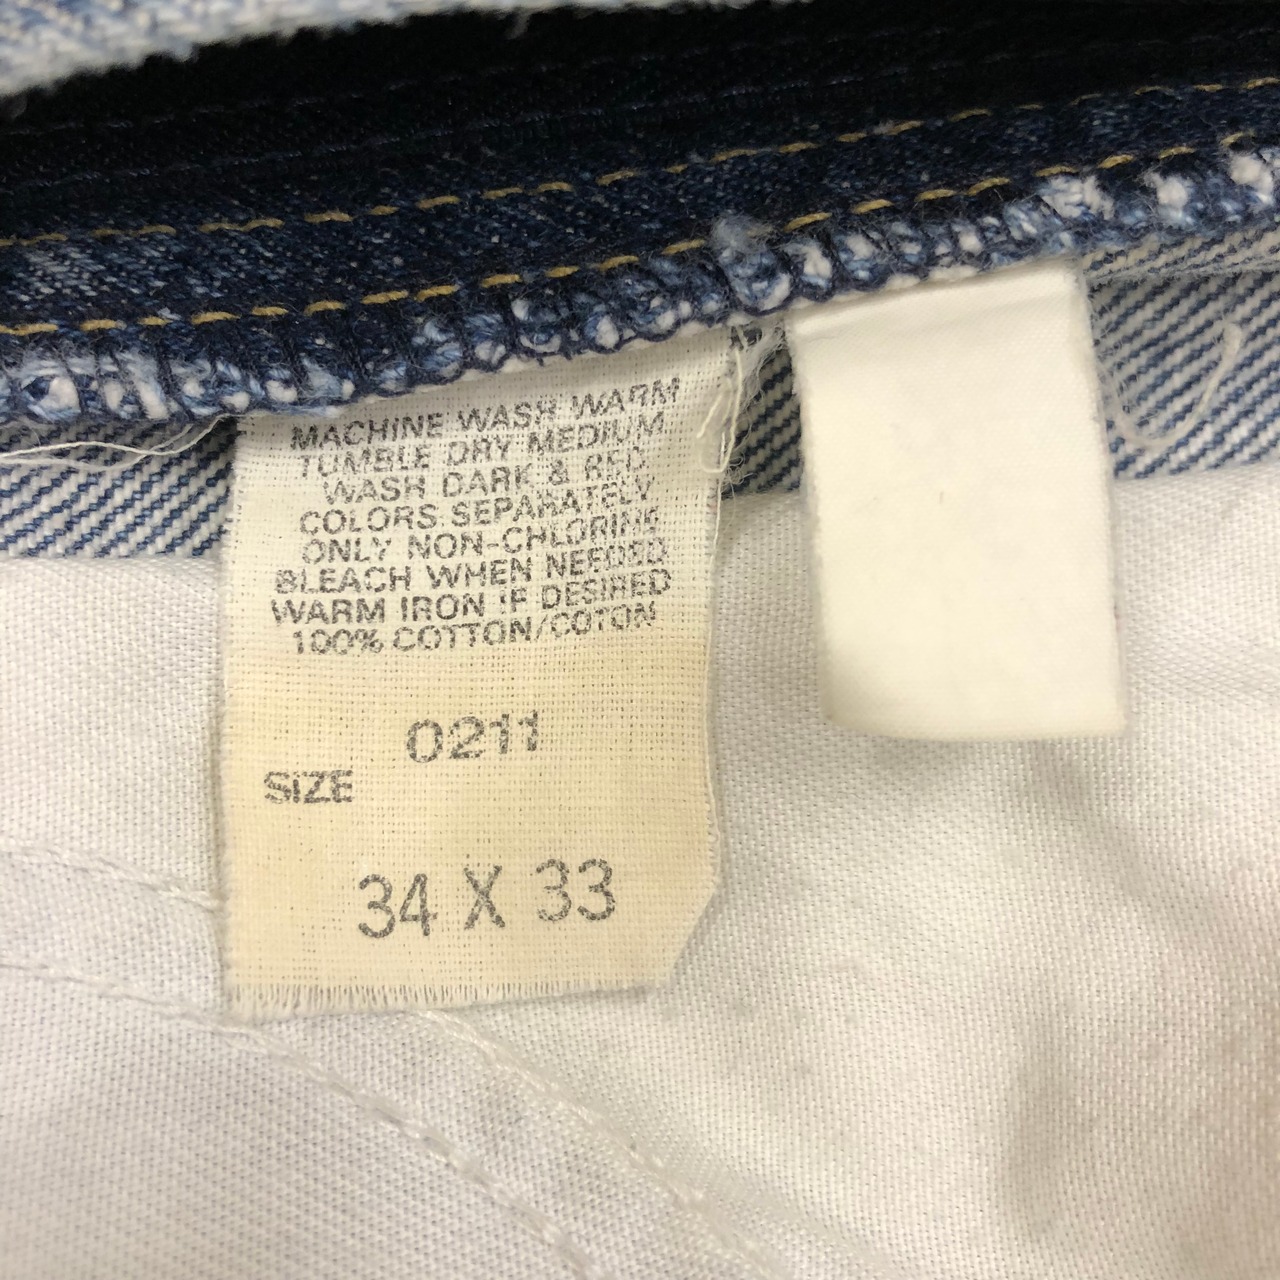 MACHINE WASH WARM
TUMBLE DRY MEDIUM
WASH DARK & RED
COLORS SEPARATELY
ONLY NON-CHLORINE
BLEACH WHEN NEEDED
WARM IRON IF DESIRED
100% COTTON/COTON
0211
SIZE
34 X 33